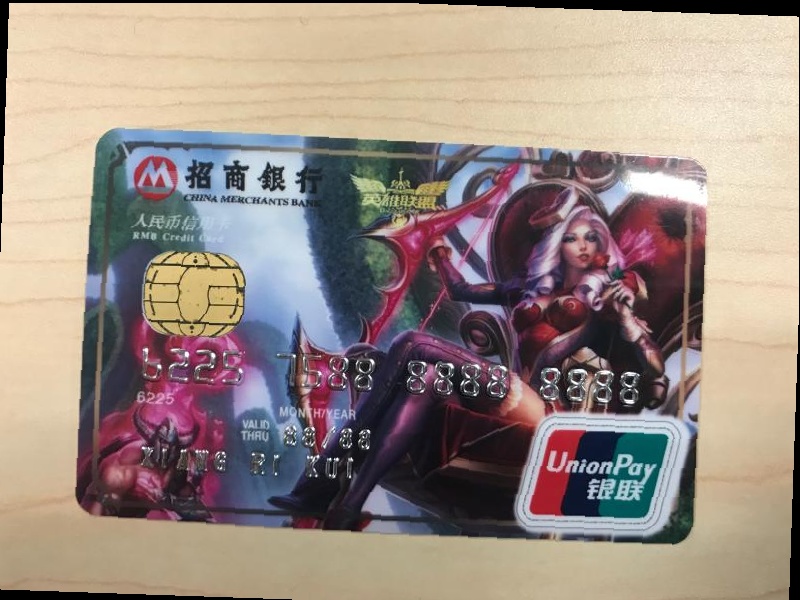 招商銀行
CHINA MERCHANTS BANK
英雄联盟
人民币信用卡
RMB Credit Card
6225 7588 8888 8888
6225
MONTH/YEAR
VALID
THRU
88/88
XIANG RI KUI
UnionPay
银联